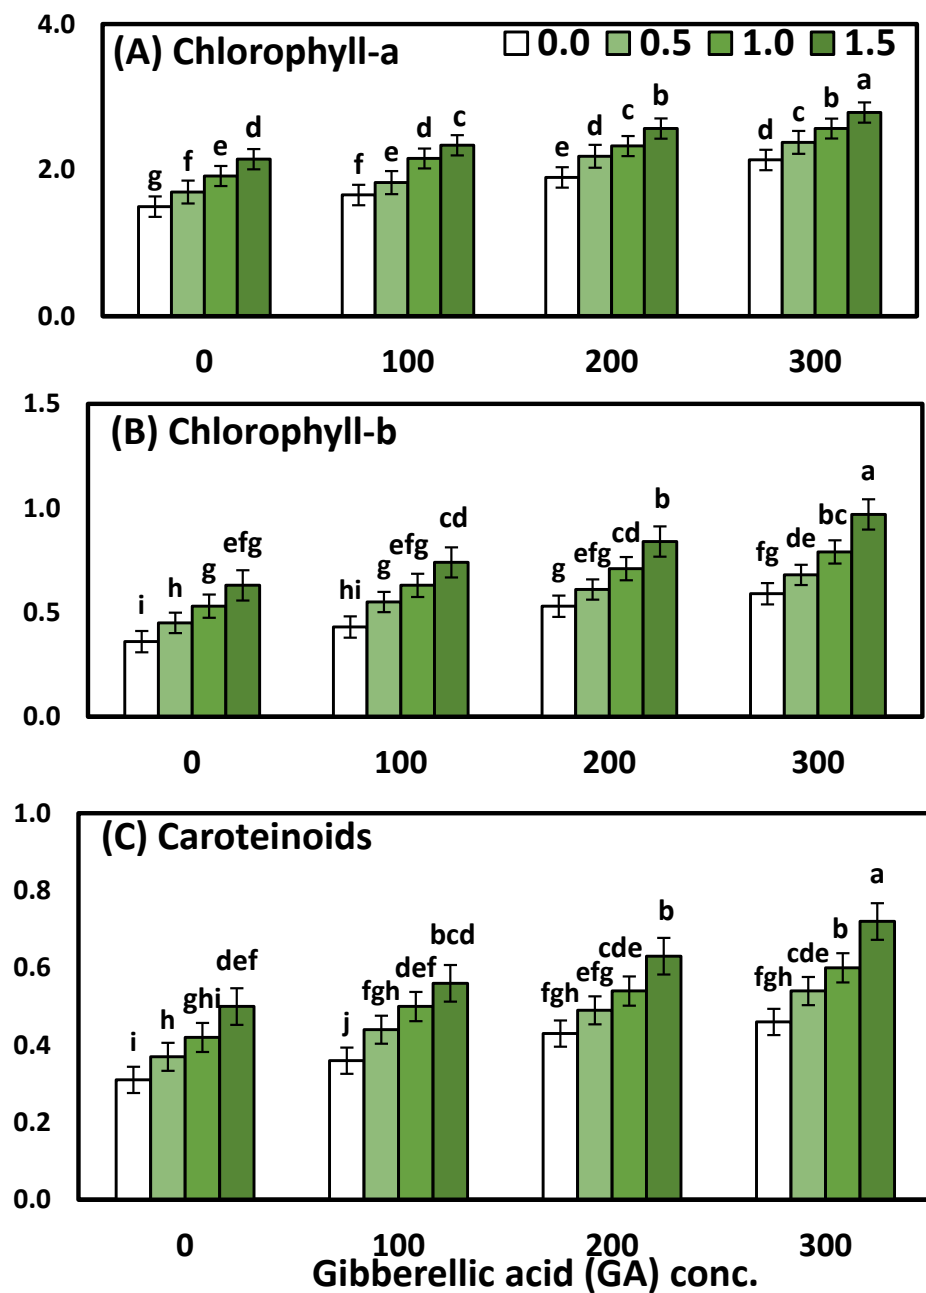 4.0
(A) Chlorophyll-a
0.0 0.5 1.0 1.5
g f e d f e d c e d c b d c b a
2.0
0.0
0 100 200 300
1.5
(B) Chlorophyll-b
1.0
i h g efg hi g efg cd g efg cd b fg de bc a
0.5
0.0
0 100 200 300
1.0
(C) Caroteinoids
0.8
i h ghi def j fgh def bcd fgh efg cde b fgh cde b a
0.6
0.4
0.2
0.0
0 100 200 300
Gibberellic acid (GA) conc.